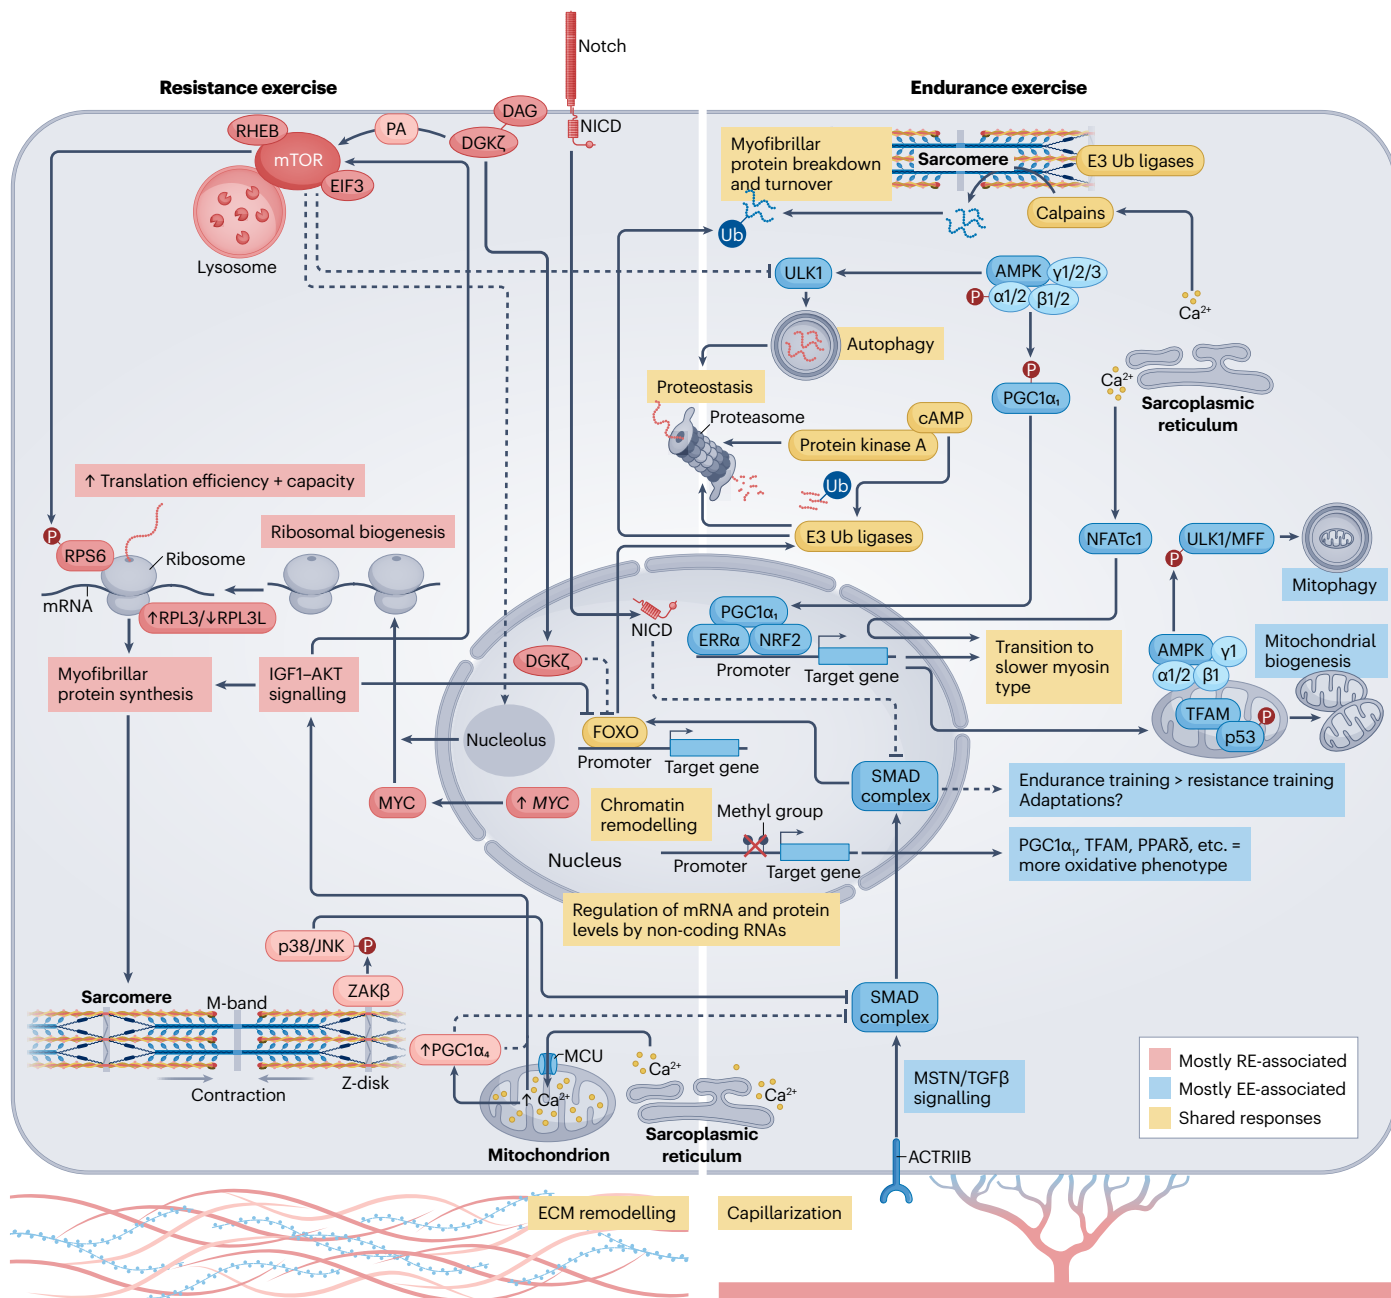 Notch
Resistance exercise
Endurance exercise
DAG
NICD
RHEB
PA
DGKζ
mTOR
EIF3
Lysosome
Myofibrillar
protein breakdown
and turnover
Sarcomere
E3 Ub ligases
Calpains
Ub
ULK1
AMPK
γ1/2/3
P
α1/2
β1/2
Ca²⁺
Autophagy
P
PGC1α₁
Ca²⁺
Sarcoplasmic
reticulum
Proteostasis
Proteasome
cAMP
Protein kinase A
Ub
E3 Ub ligases
↑ Translation efficiency + capacity
P
RPS6
Ribosome
Ribosomal biogenesis
mRNA
↑RPL3/↓RPL3L
NFATc1
P
ULK1/MFF
Mitophagy
Myofibrillar
protein synthesis
IGF1–AKT
signalling
NICD
DGKζ
PGC1α₁
ERRα
NRF2
Promoter
Target gene
Transition to
slower myosin
type
Mitochondrial
biogenesis
AMPK
γ1
α1/2
β1
TFAM
P
p53
Nucleolus
FOXO
Promoter
Target gene
SMAD
complex
Endurance training > resistance training
Adaptations?
MYC
↑ MYC
Chromatin
remodelling
Methyl group
Nucleus
Promoter
Target gene
PGC1α₁, TFAM, PPARδ, etc. =
more oxidative phenotype
Regulation of mRNA and protein
levels by non-coding RNAs
p38/JNK
P
ZAKβ
Sarcomere
M-band
Z-disk
Contraction
↑PGC1α₄
MCU
↑ Ca²⁺
Mitochondrion
Ca²⁺
Ca²⁺
Sarcoplasmic
reticulum
SMAD
complex
MSTN/TGFβ
signalling
ACTRIIB
Mostly RE-associated
Mostly EE-associated
Shared responses
ECM remodelling
Capillarization